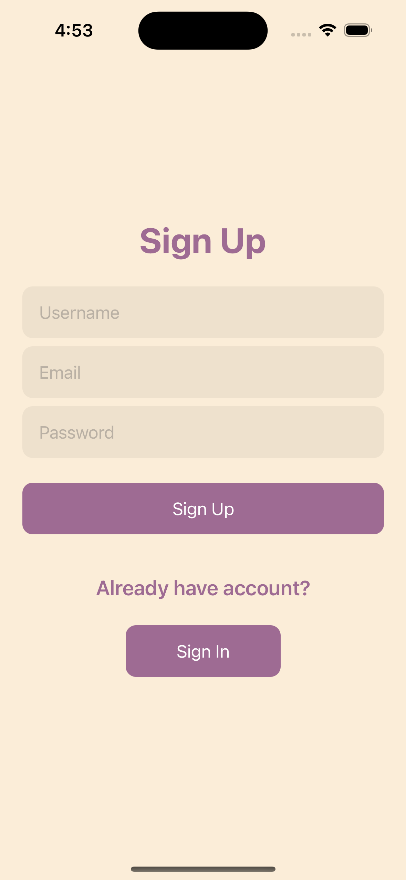 4:53
Sign Up
Username
Email
Password
Sign Up
Already have account?
Sign In